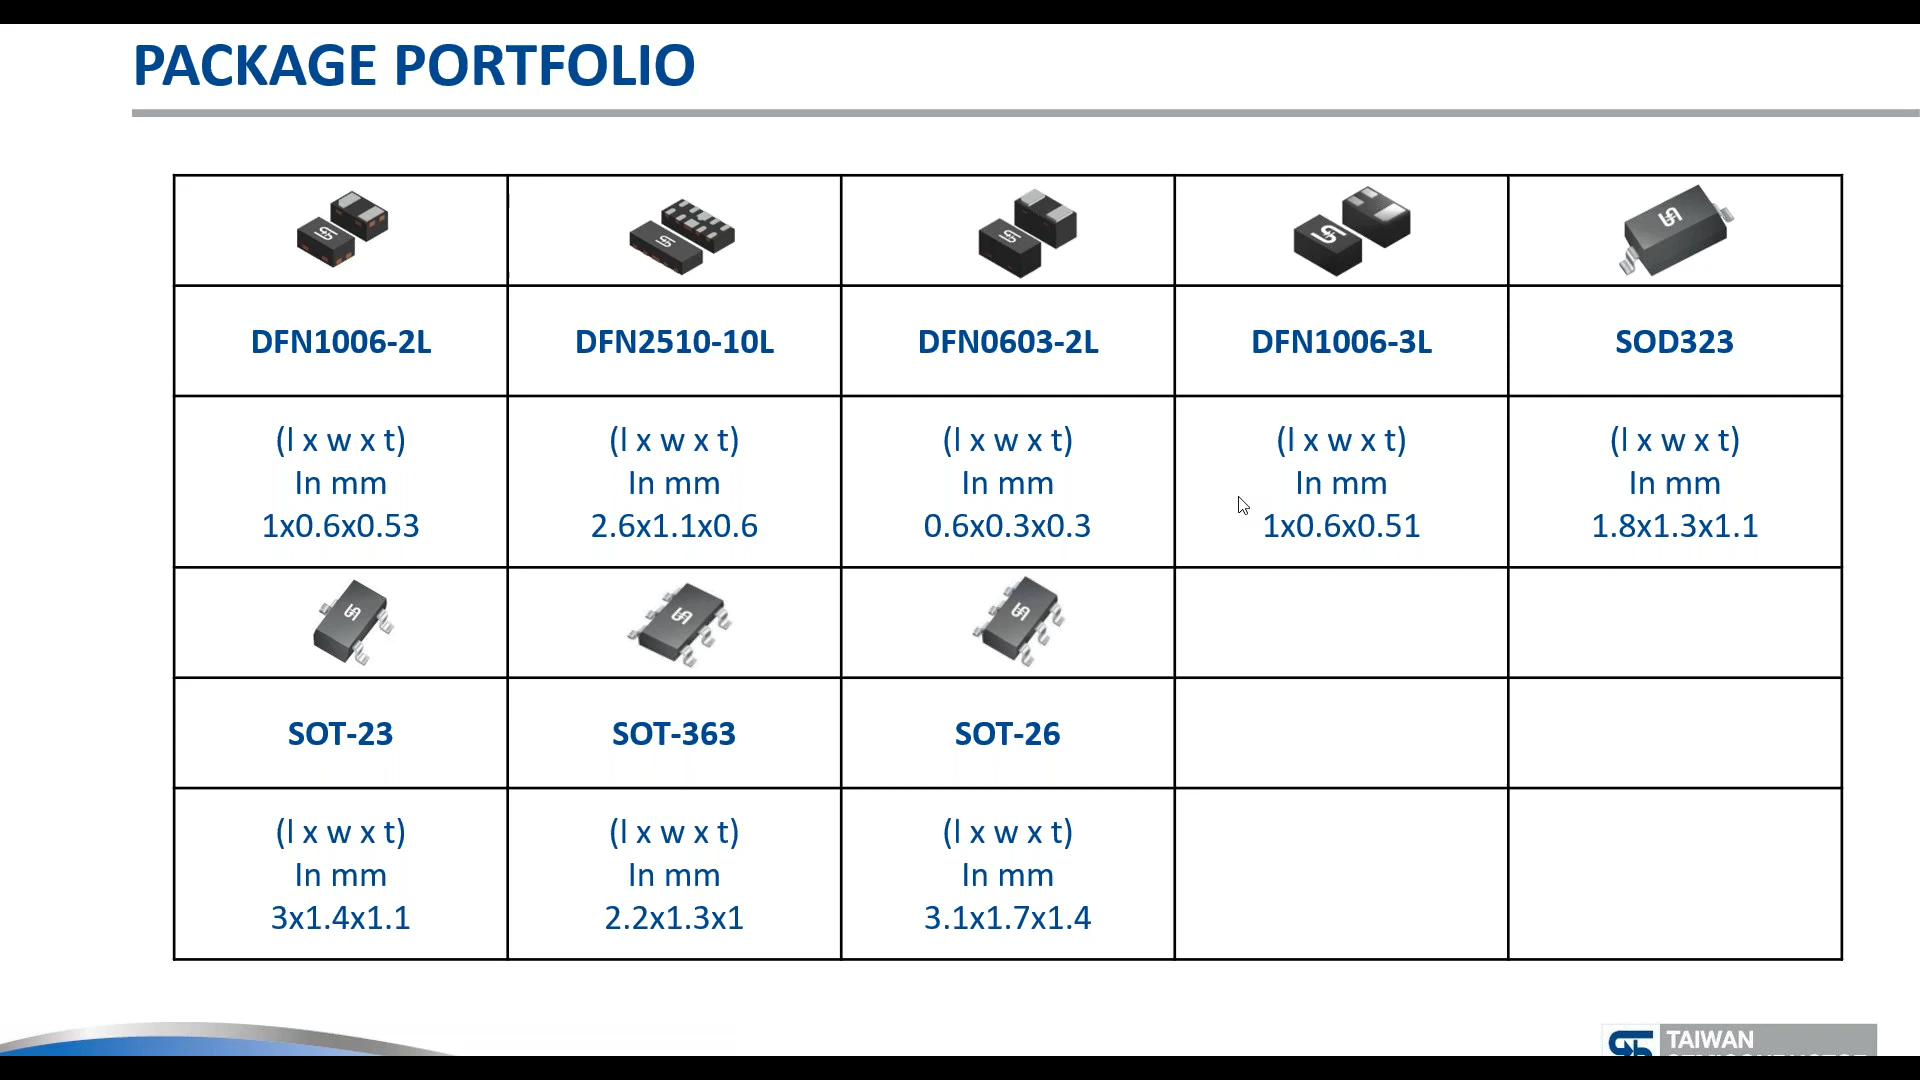 PACKAGE PORTFOLIO
DFN1006-2L DFN2510-10L DFN0603-2L DFN1006-3L SOD323
(l x w x t) (l x w x t) (l x w x t) (l x w x t) (l x w x t)
In mm In mm In mm In mm In mm
1x0.6x0.53 2.6x1.1x0.6 0.6x0.3x0.3 1x0.6x0.51 1.8x1.3x1.1
SOT-23 SOT-363 SOT-26
(l x w x t) (l x w x t) (l x w x t)
In mm In mm In mm
3x1.4x1.1 2.2x1.3x1 3.1x1.7x1.4
TAIWAN